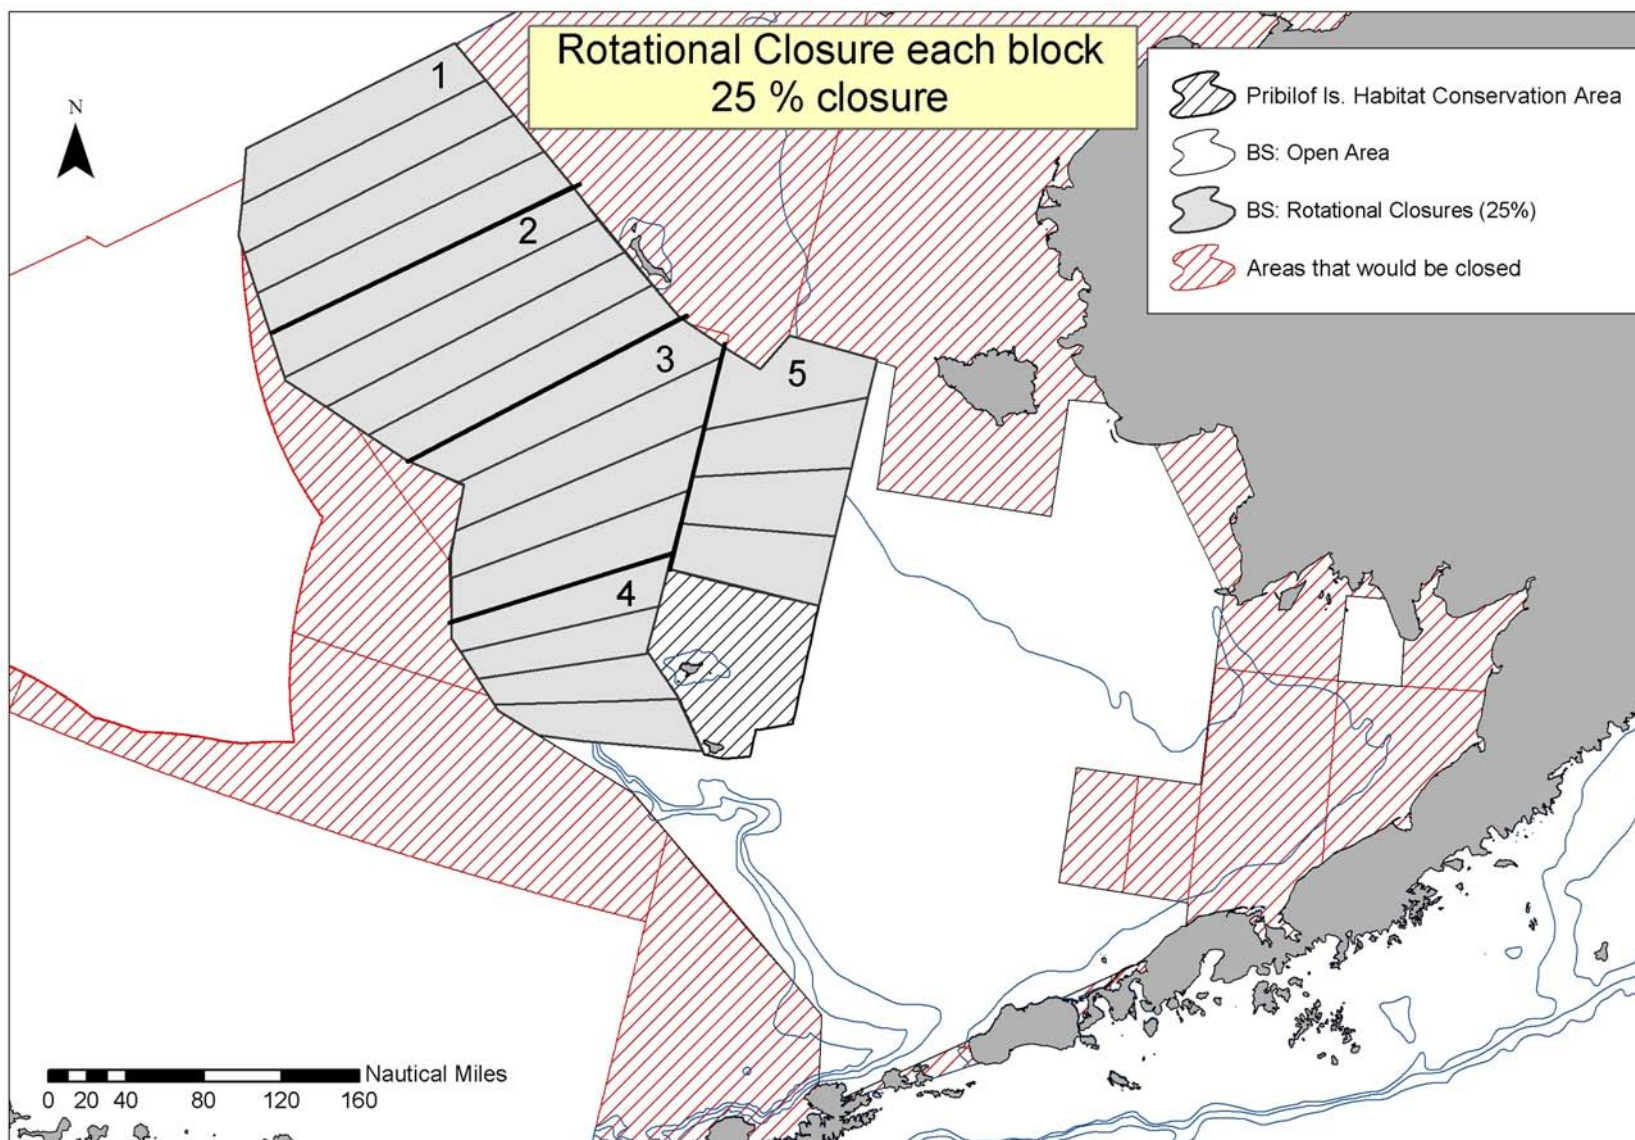 Rotational Closure each block
25 % closure
N
Pribilof Is. Habitat Conservation Area
BS: Open Area
BS: Rotational Closures (25%)
Areas that would be closed
1
2
3
5
4
Nautical Miles
0 20 40 80 120 160